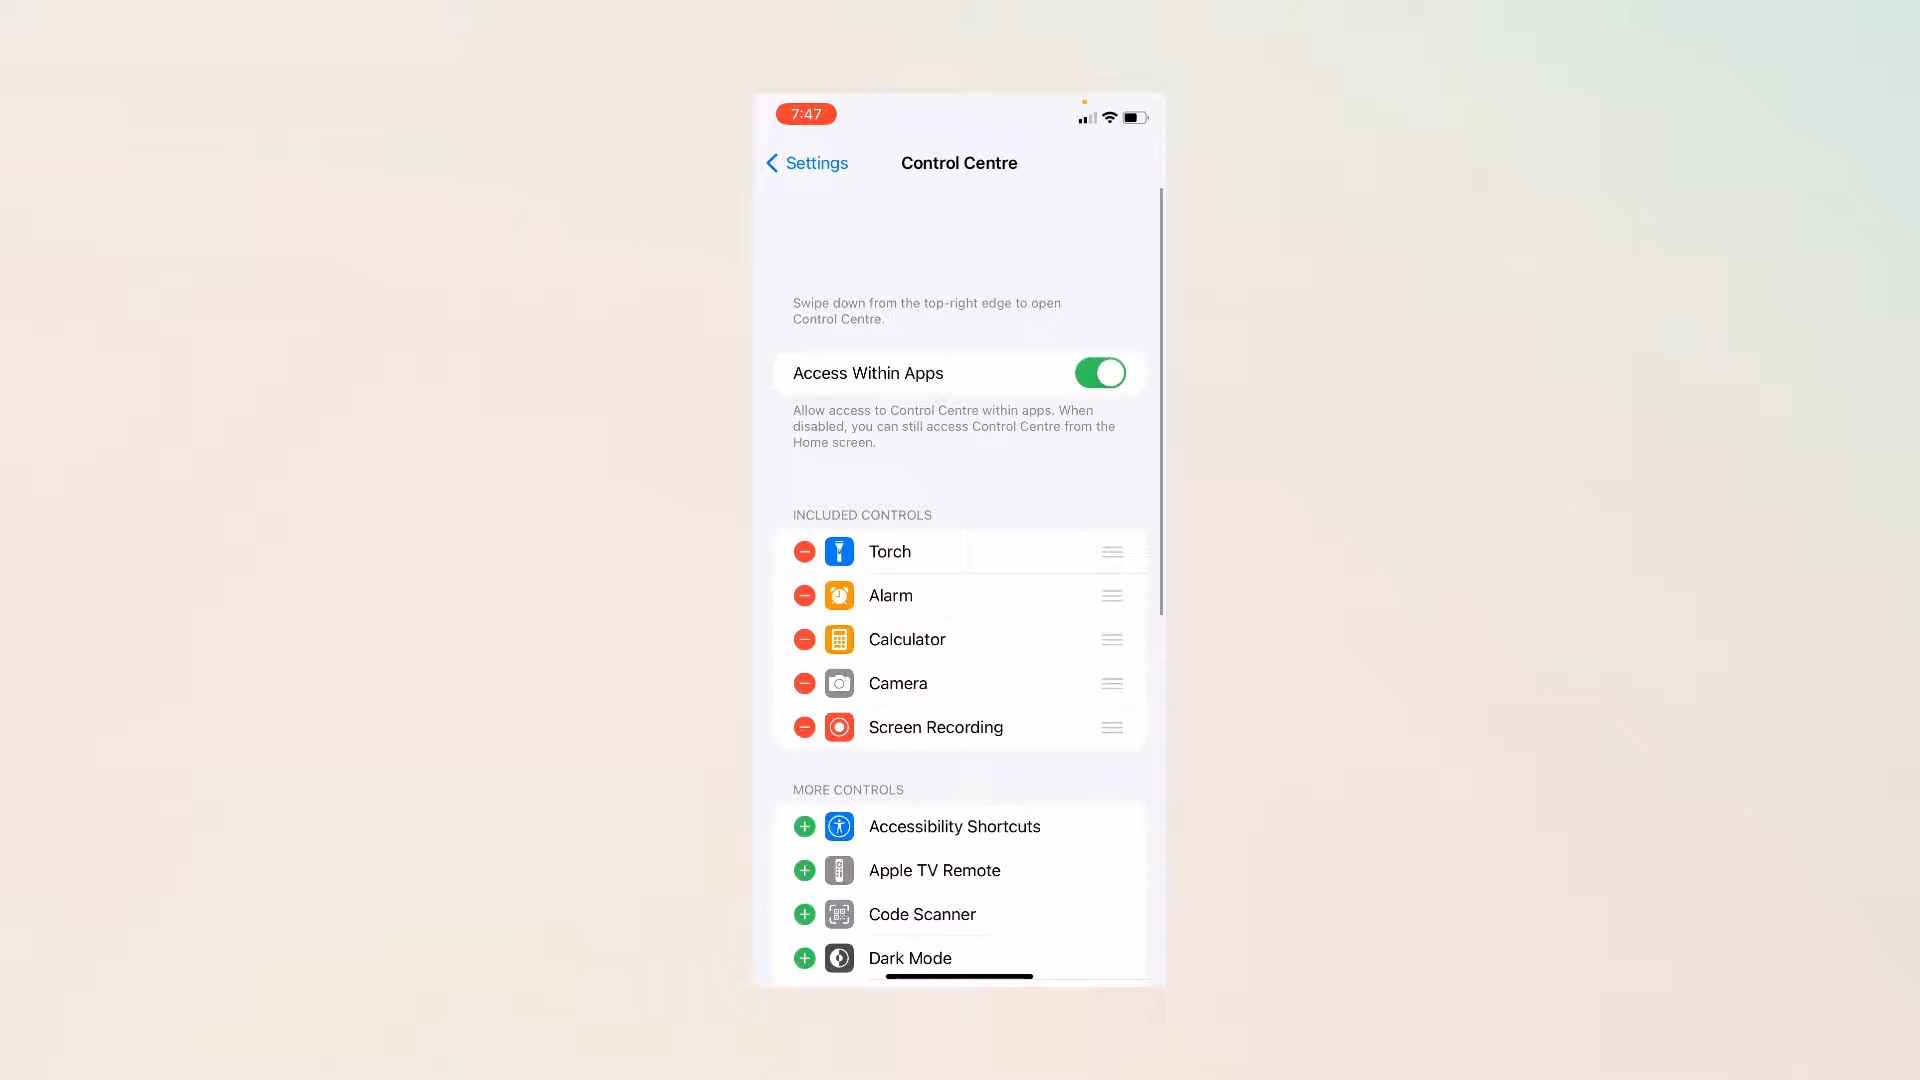 7:47
Settings
Control Centre
Swipe down from the top-right edge to open
Control Centre.
Access Within Apps
Allow access to Control Centre within apps. When
disabled, you can still access Control Centre from the
Home screen.
INCLUDED CONTROLS
Torch
Alarm
Calculator
Camera
Screen Recording
MORE CONTROLS
Accessibility Shortcuts
Apple TV Remote
Code Scanner
Dark Mode